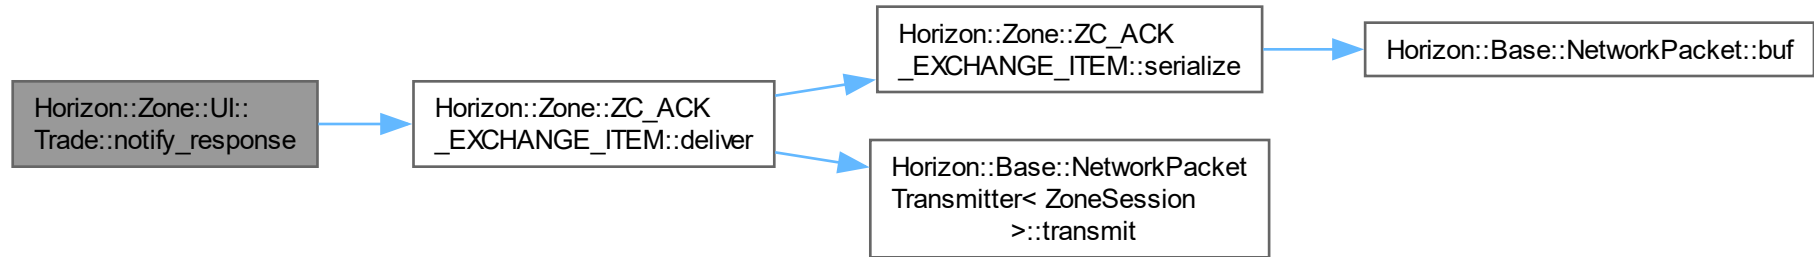 Horizon::Zone::UI::
Trade::notify_response
Horizon::Zone::ZC_ACK
_EXCHANGE_ITEM::deliver
Horizon::Zone::ZC_ACK
_EXCHANGE_ITEM::serialize
Horizon::Base::NetworkPacket::buf
Horizon::Base::NetworkPacket
Transmitter< ZoneSession
>::transmit